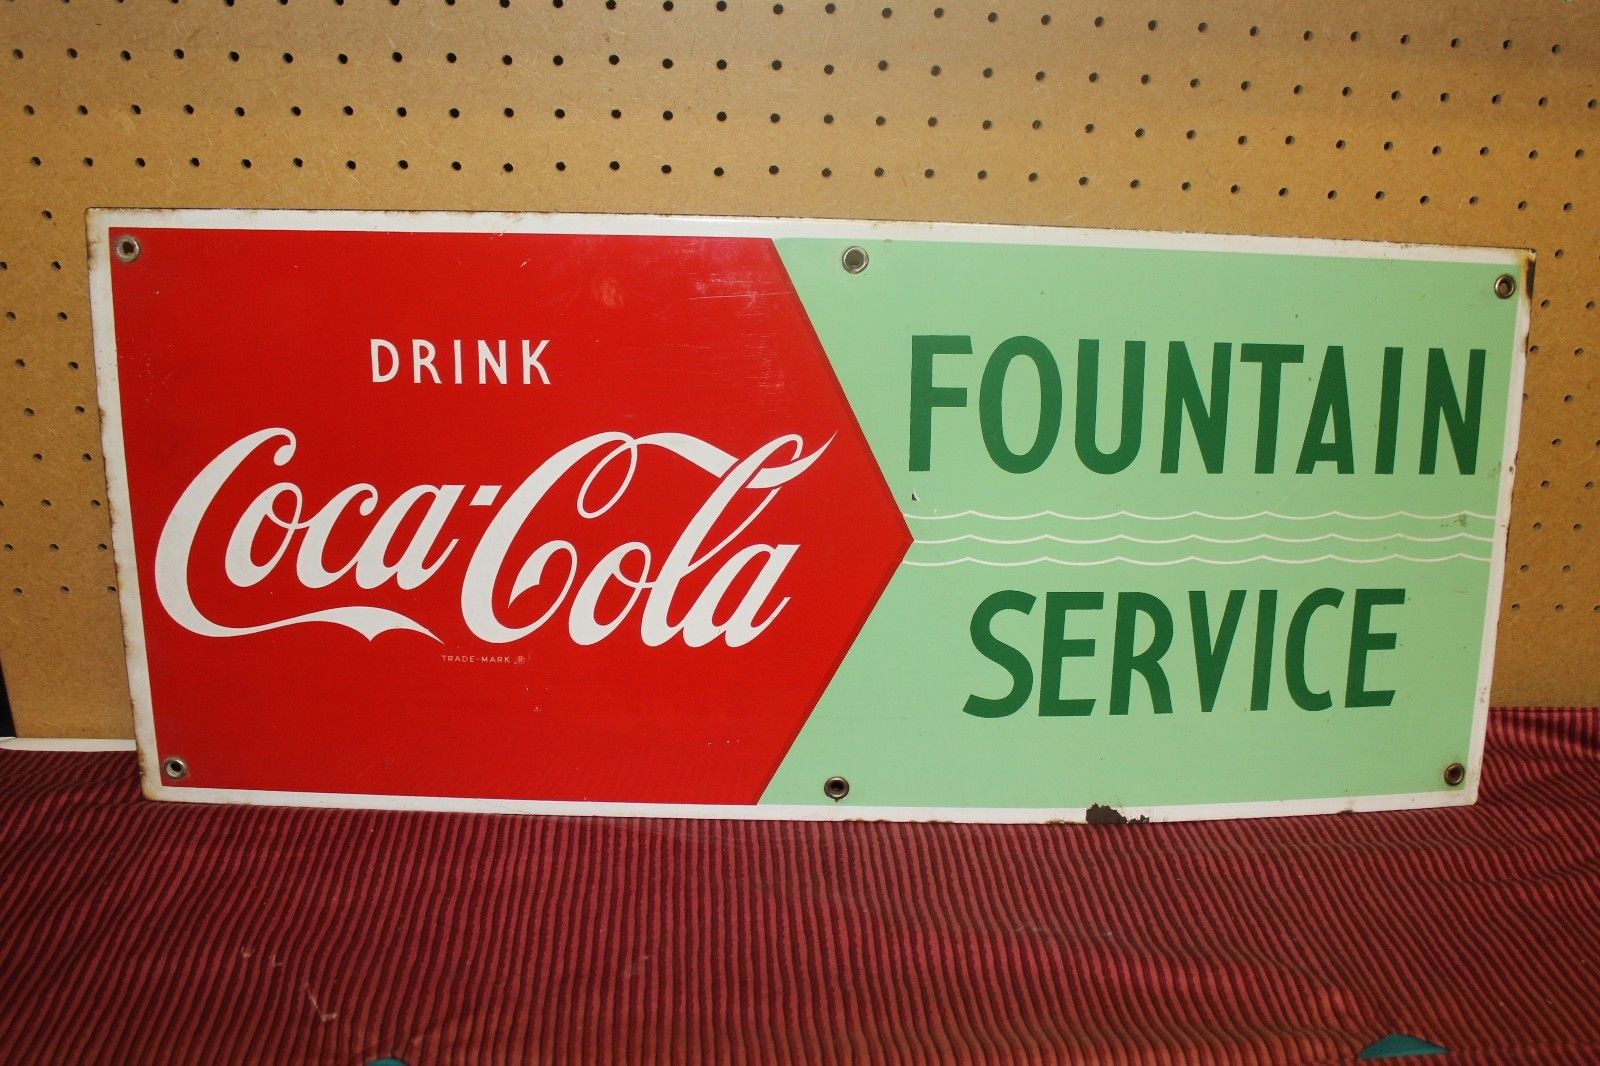 DRINK
Coca-Cola
TRADE-MARK ®
FOUNTAIN
SERVICE